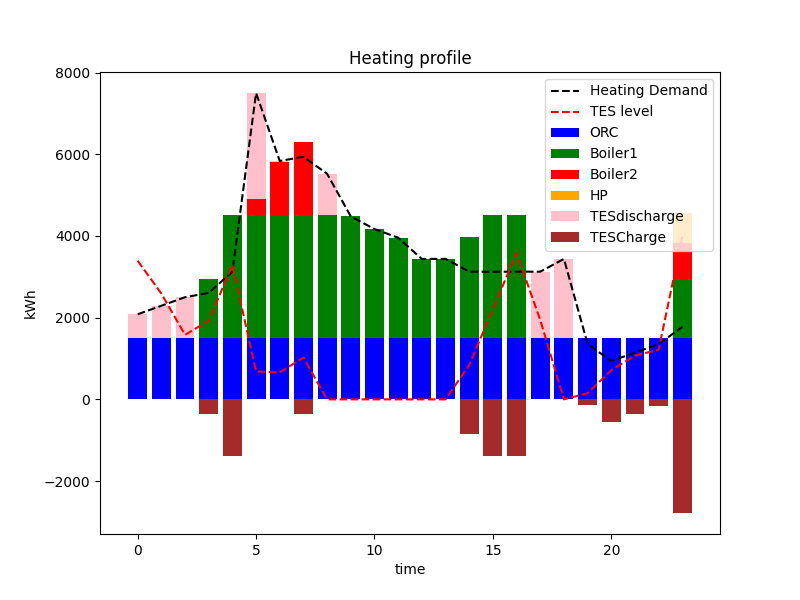 Heating profile
8000
6000
4000
2000
0
−2000
kWh
0
5
10
15
20
time
Heating Demand
TES level
ORC
Boiler1
Boiler2
HP
TESdischarge
TESCharge